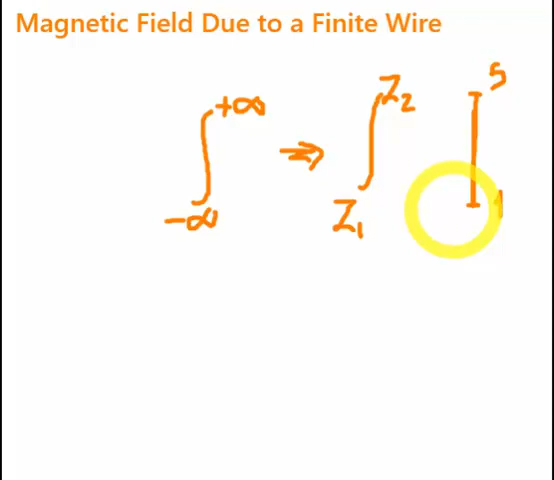 Magnetic Field Due to a Finite Wire
∫ +∞ -∞ ⇒ ∫ Z₂ Z₁
5
1